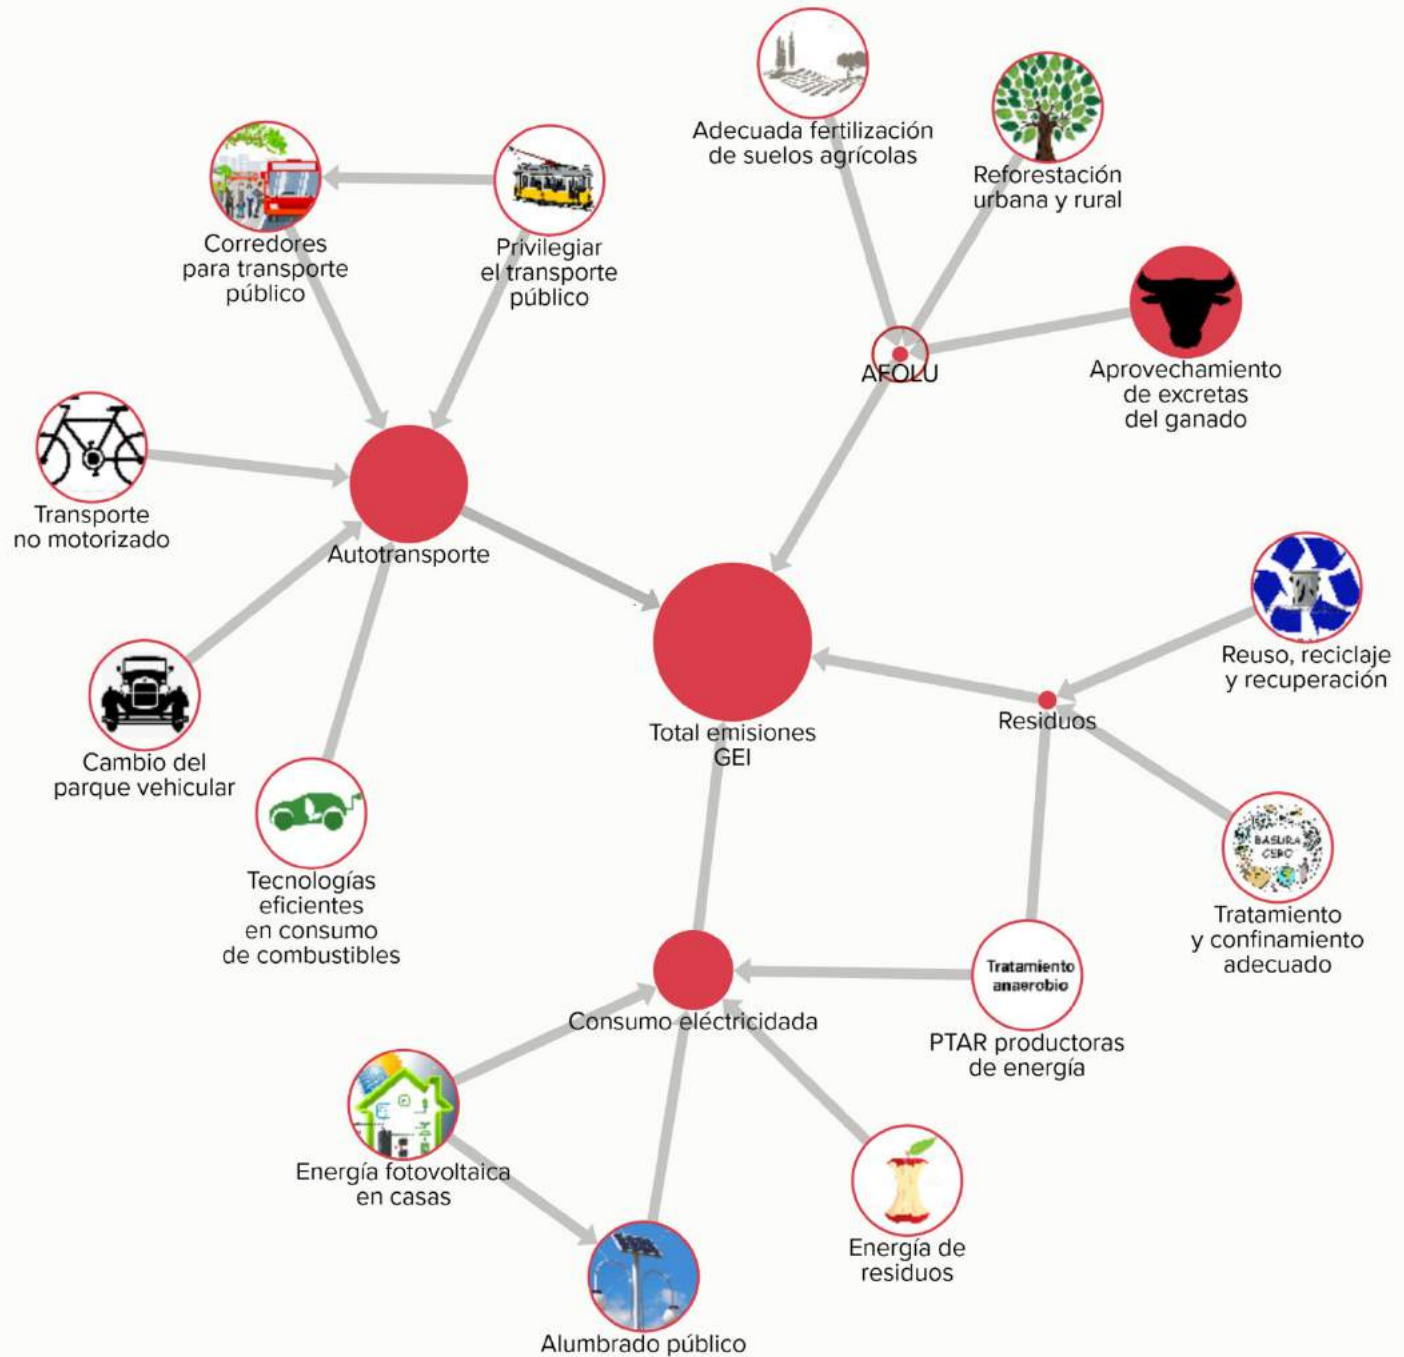 Adecuada fertilización
de suelos agrícolas
Reforestación
urbana y rural
Corredores
para transporte
público
Privilegiar
el transporte
público
AFOLU
Aprovechamiento
de excretas
del ganado
Transporte
no motorizado
Autotransporte
Reuso, reciclaje
y recuperación
Cambio del
parque vehicular
Total emisiones
GEI
Residuos
BASURA
CERO
Tecnologías
eficientes
en consumo
de combustibles
Tratamiento
y confinamiento
adecuado
Tratamiento
anaerobio
Consumo eléctricidada
PTAR productoras
de energía
Energía fotovoltaica
en casas
Energía de
residuos
Alumbrado público